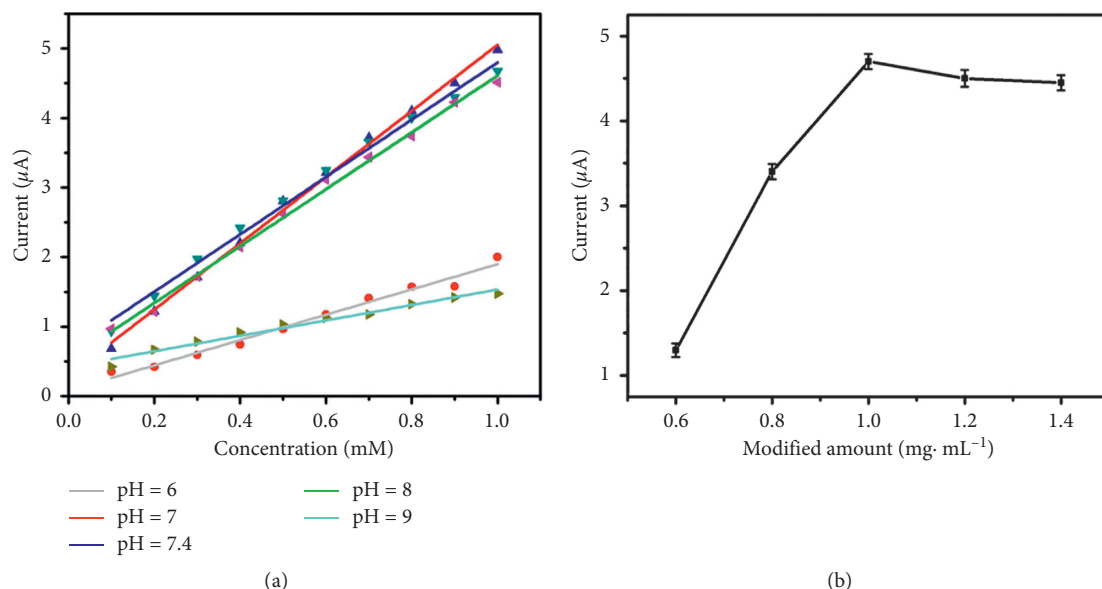 5
4
3
2
1
0
Current (μA)
0.0
0.2
0.4
0.6
0.8
1.0
Concentration (mM)
pH = 6
pH = 7
pH = 7.4
pH = 8
pH = 9
(a)
5
4
3
2
1
Current (μA)
0.6
0.8
1.0
1.2
1.4
Modified amount (mg· mL⁻¹)
(b)